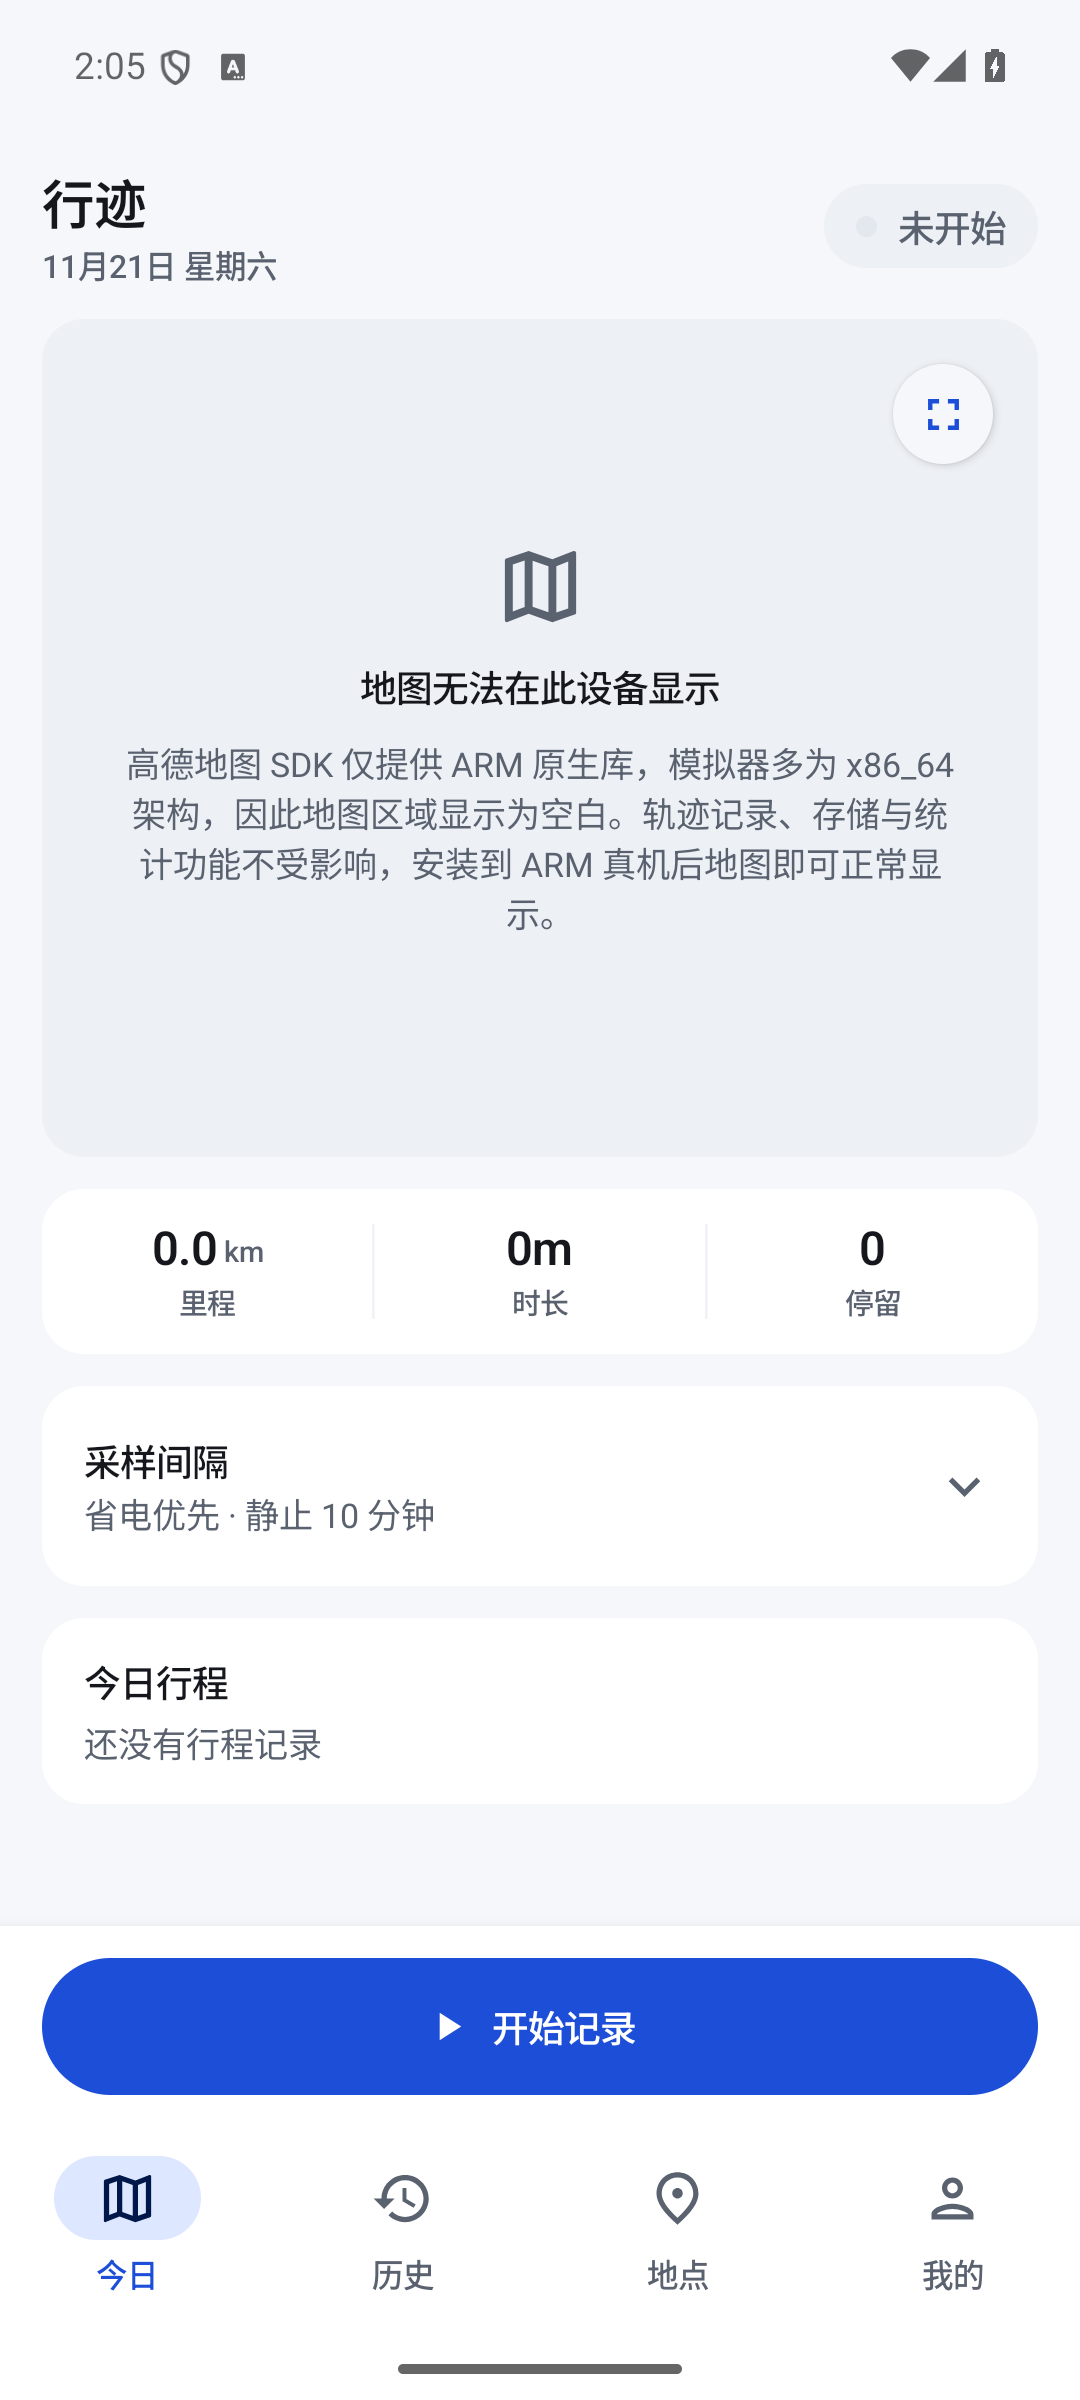 2:05
行迹
11月21日 星期六
未开始
地图无法在此设备显示
高德地图 SDK 仅提供 ARM 原生库，模拟器多为 x86_64
架构，因此地图区域显示为空白。轨迹记录、存储与统
计功能不受影响，安装到 ARM 真机后地图即可正常显
示。
0.0 km
里程
0m
时长
0
停留
采样间隔
省电优先 · 静止 10 分钟
今日行程
还没有行程记录
开始记录
今日
历史
地点
我的